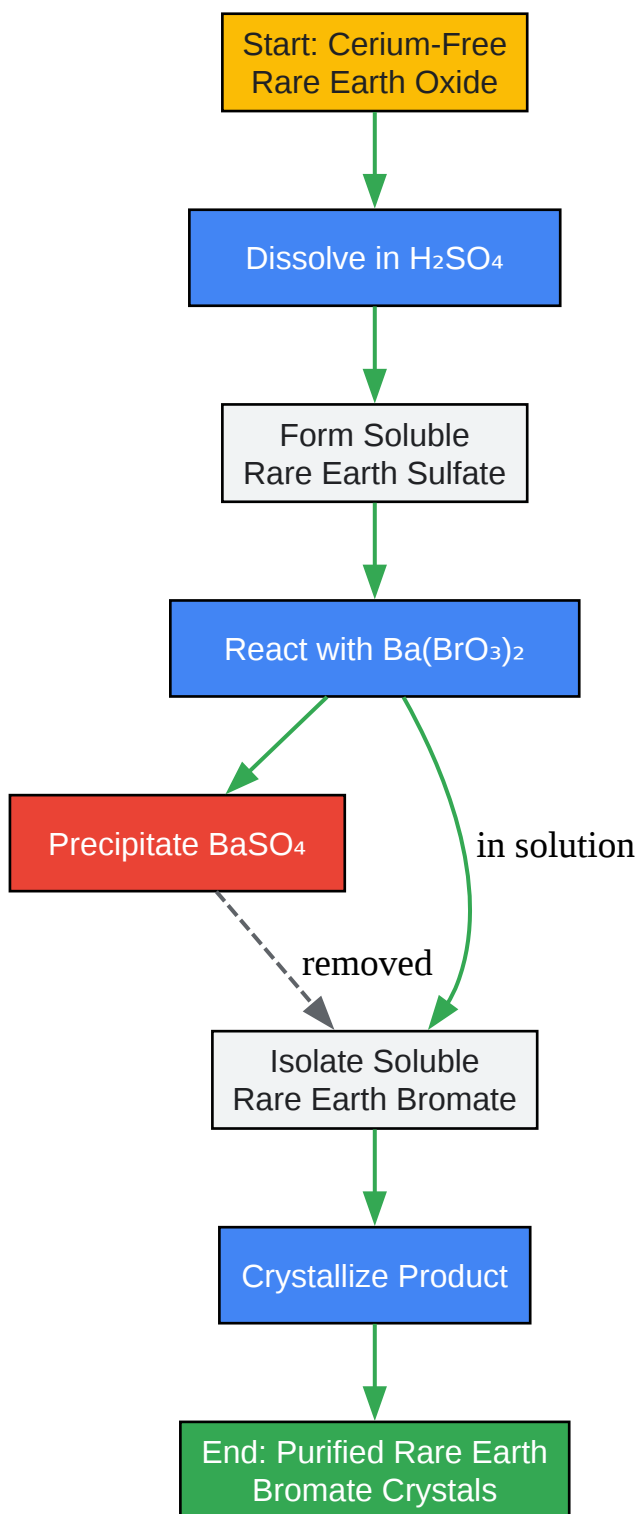 Start: Cerium-Free
Rare Earth Oxide
Dissolve in H₂SO₄
Form Soluble
Rare Earth Sulfate
React with Ba(BrO₃)₂
Precipitate BaSO₄
in solution
removed
Isolate Soluble
Rare Earth Bromate
Crystallize Product
End: Purified Rare Earth
Bromate Crystals